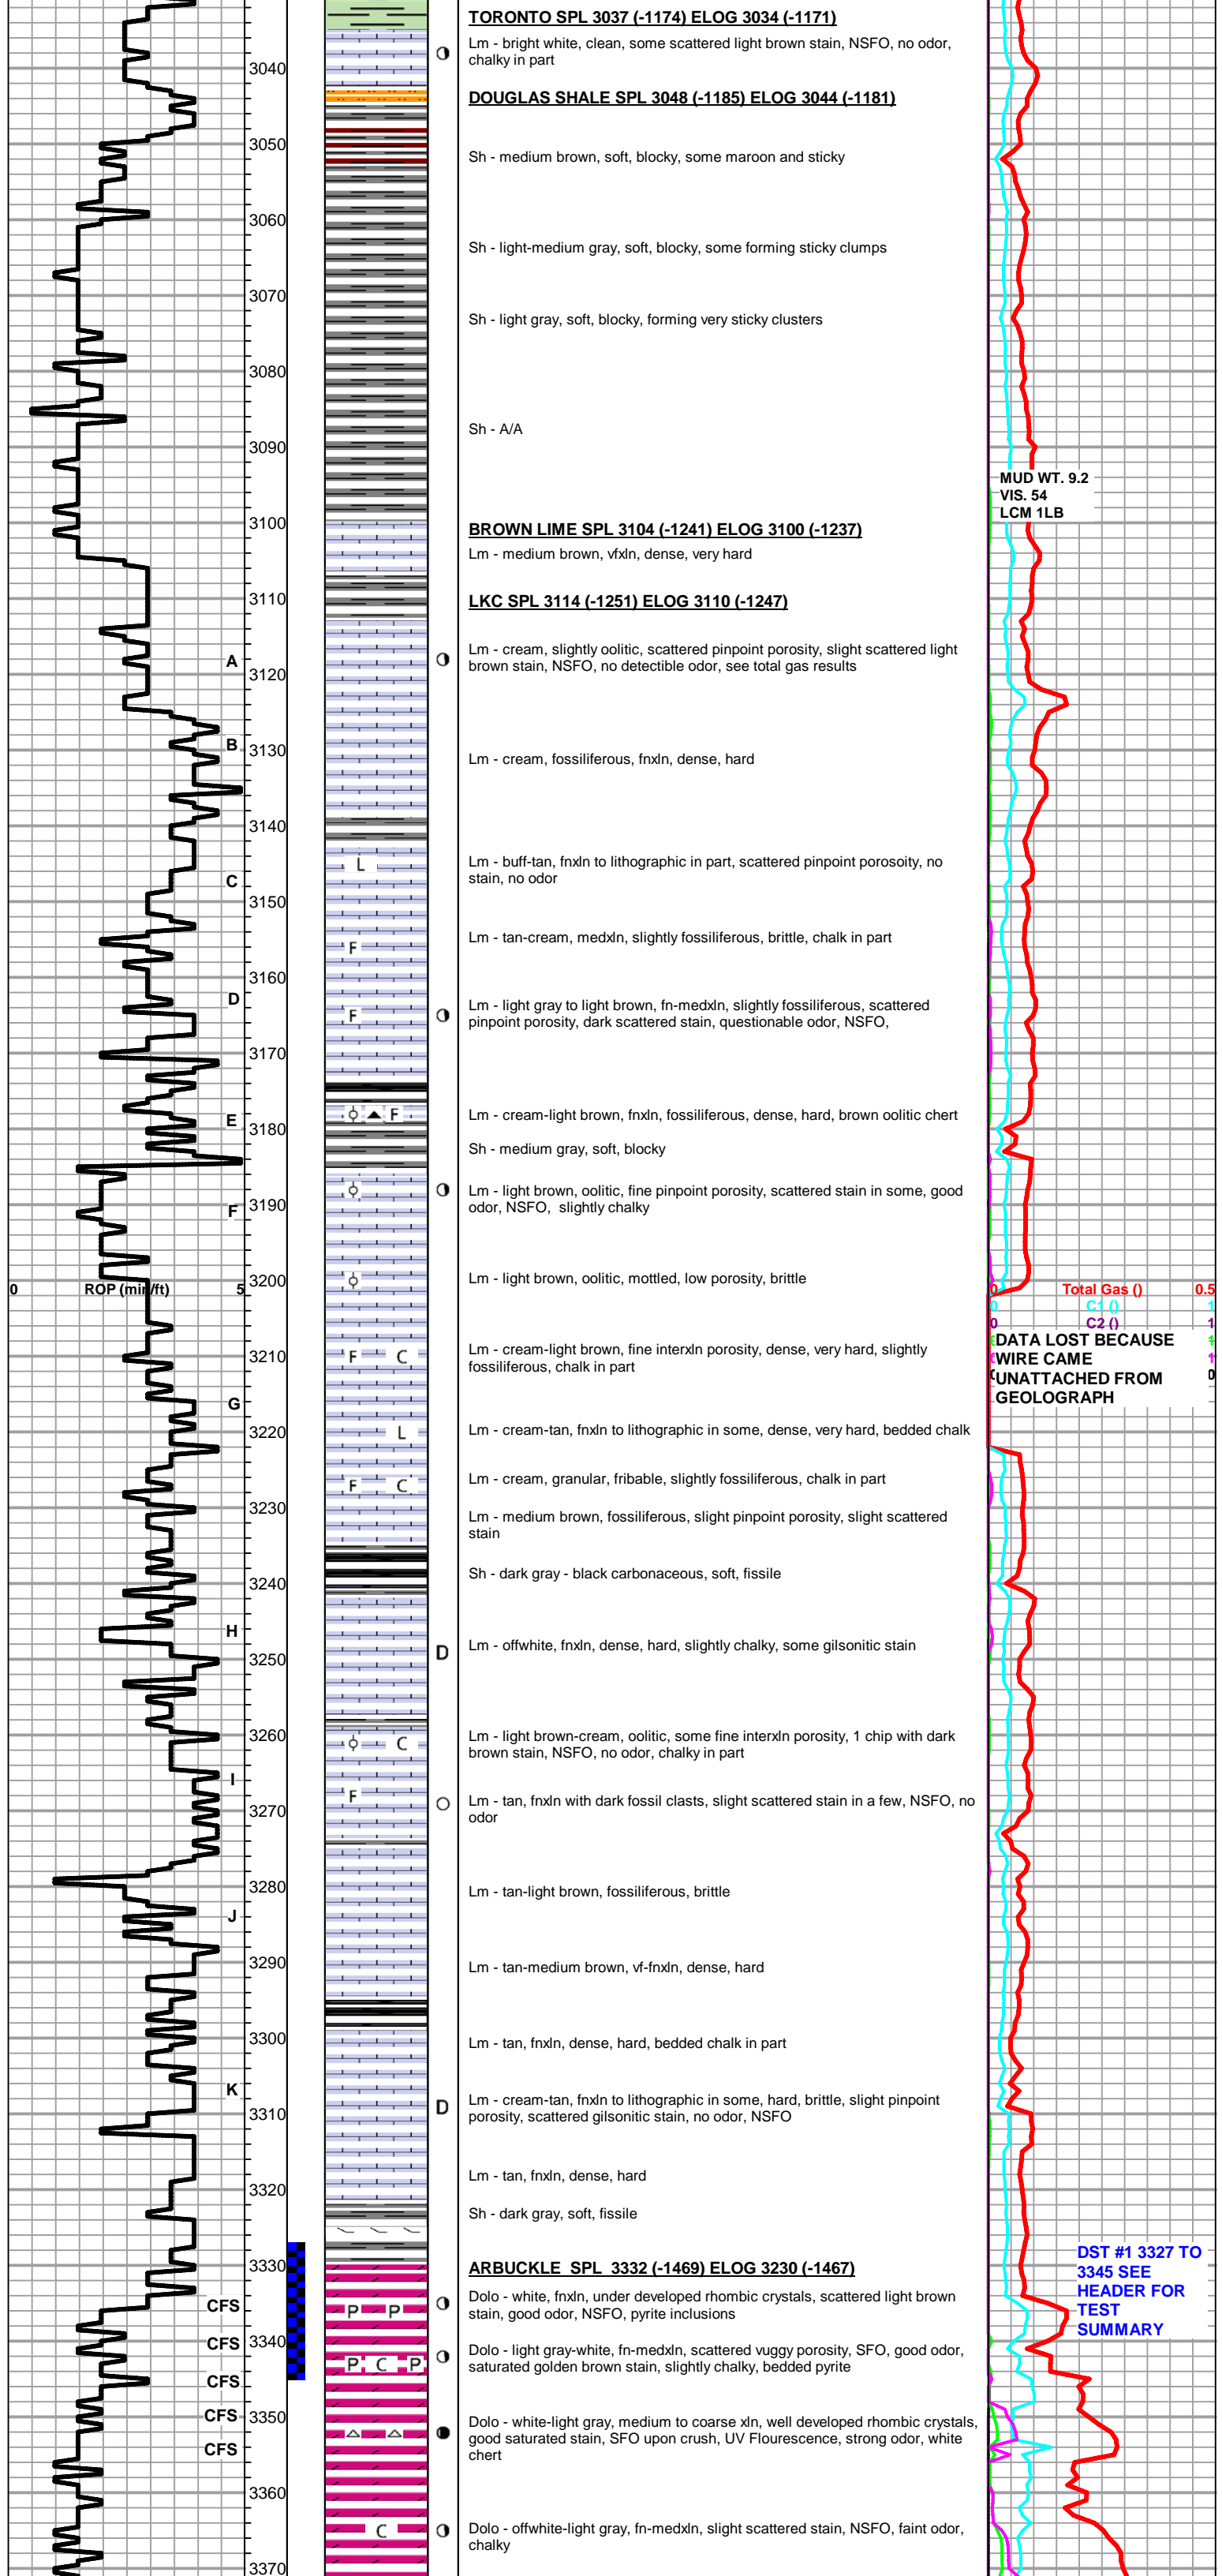 TORONTO SPL 3037 (-1174) ELOG 3034 (-1171)
Lm - bright white, clean, some scattered light brown stain, NSFO, no odor,
chalky in part
3040
DOUGLAS SHALE SPL 3048 (-1185) ELOG 3044 (-1181)
3050
Sh - medium brown, soft, blocky, some maroon and sticky
3060
Sh - light-medium gray, soft, blocky, some forming sticky clumps
3070
Sh - light gray, soft, blocky, forming very sticky clusters
3080
Sh - A/A
3090
MUD WT. 9.2
VIS. 54
LCM 1LB
3100
BROWN LIME SPL 3104 (-1241) ELOG 3100 (-1237)
Lm - medium brown, vfxln, dense, very hard
3110
LKC SPL 3114 (-1251) ELOG 3110 (-1247)
A
Lm - cream, slightly oolitic, scattered pinpoint porosity, slight scattered light
brown stain, NSFO, no detectible odor, see total gas results
3120
B
3130
Lm - cream, fossiliferous, fnxln, dense, hard
3140
L
Lm - buff-tan, fnxln to lithographic in part, scattered pinpoint porosoity, no
stain, no odor
C
3150
F
Lm - tan-cream, medxln, slightly fossiliferous, brittle, chalk in part
3160
D
F
Lm - light gray to light brown, fn-medxln, slightly fossiliferous, scattered
pinpoint porosity, dark scattered stain, questionable odor, NSFO,
3170
E
F
Lm - cream-light brown, fnxln, fossiliferous, dense, hard, brown oolitic chert
3180
Sh - medium gray, soft, blocky
F
3190
Lm - light brown, oolitic, fine pinpoint porosity, scattered stain in some, good
odor, NSFO, slightly chalky
3200
Lm - light brown, oolitic, mottled, low porosity, brittle
0 ROP (min/ft) 5
0 Total Gas () 0.5
0 C1 () 1
0 C2 () 1
DATA LOST BECAUSE
WIRE CAME
UNATTACHED FROM
GEOLOGRAPH
3210
F C
Lm - cream-light brown, fine interxln porosity, dense, very hard, slightly
fossiliferous, chalk in part
G
3220
L
Lm - cream-tan, fnxln to lithographic in some, dense, very hard, bedded chalk
F C
Lm - cream, granular, fribable, slightly fossiliferous, chalk in part
3230
Lm - medium brown, fossiliferous, slight pinpoint porosity, slight scattered
stain
3240
Sh - dark gray - black carbonaceous, soft, fissile
H
3250
D
Lm - offwhite, fnxln, dense, hard, slightly chalky, some gilsonitic stain
3260
C
Lm - light brown-cream, oolitic, some fine interxln porosity, 1 chip with dark
brown stain, NSFO, no odor, chalky in part
I
F
3270
Lm - tan, fnxln with dark fossil clasts, slight scattered stain in a few, NSFO, no
odor
3280
Lm - tan-light brown, fossiliferous, brittle
J
3290
Lm - tan-medium brown, vf-fnxln, dense, hard
3300
Lm - tan, fnxln, dense, hard, bedded chalk in part
K
3310
D
Lm - cream-tan, fnxln to lithographic in some, hard, brittle, slight pinpoint
porosity, scattered gilsonitic stain, no odor, NSFO
3320
Lm - tan, fnxln, dense, hard
Sh - dark gray, soft, fissile
3330
ARBUCKLE SPL 3332 (-1469) ELOG 3230 (-1467)
DST #1 3327 TO
3345 SEE
HEADER FOR
TEST
SUMMARY
CFS
P P
Dolo - white, fnxln, under developed rhombic crystals, scattered light brown
stain, good odor, NSFO, pyrite inclusions
3340
CFS
P C P
Dolo - light gray-white, fn-medxln, scattered vuggy porosity, SFO, good odor,
saturated golden brown stain, slightly chalky, bedded pyrite
CFS
3350
CFS
Dolo - white-light gray, medium to coarse xln, well developed rhombic crystals,
good saturated stain, SFO upon crush, UV Flourescence, strong odor, white
chert
CFS
3360
C
Dolo - offwhite-light gray, fn-medxln, slight scattered stain, NSFO, faint odor,
chalky
3370